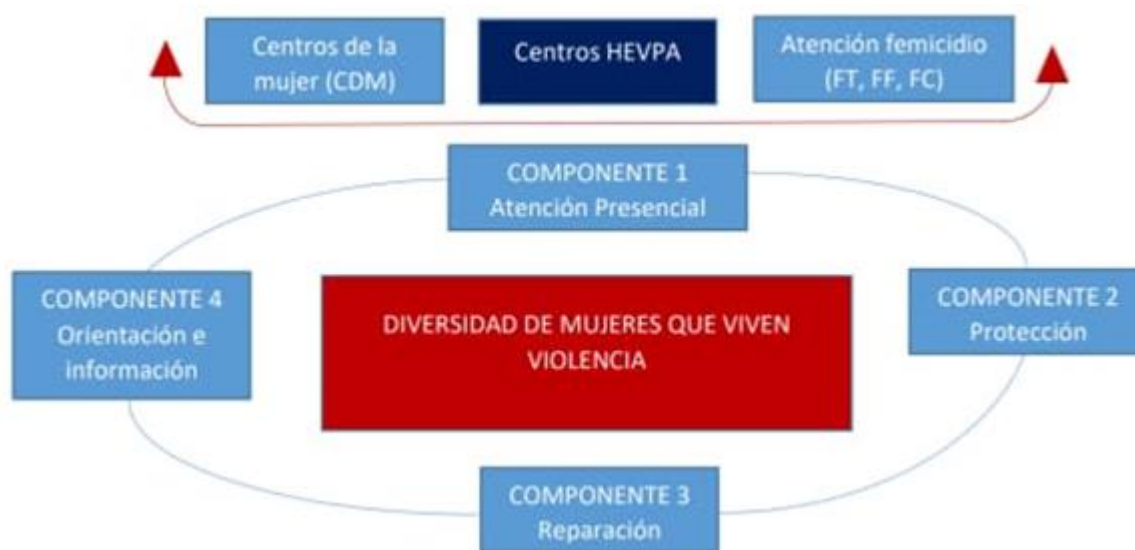 Centros de la
mujer (CDM)
Centros HEVPA
Atención femicidio
(FT, FF, FC)
COMPONENTE 1
Atención Presencial
COMPONENTE 4
Orientación e
información
DIVERSIDAD DE MUJERES QUE VIVEN
VIOLENCIA
COMPONENTE 2
Protección
COMPONENTE 3
Reparación